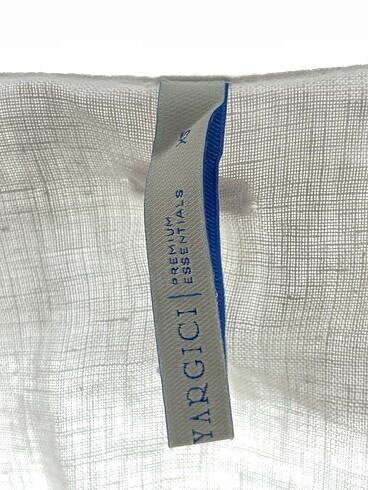 YARGICI
PREMIUM
ESSENTIALS
XS